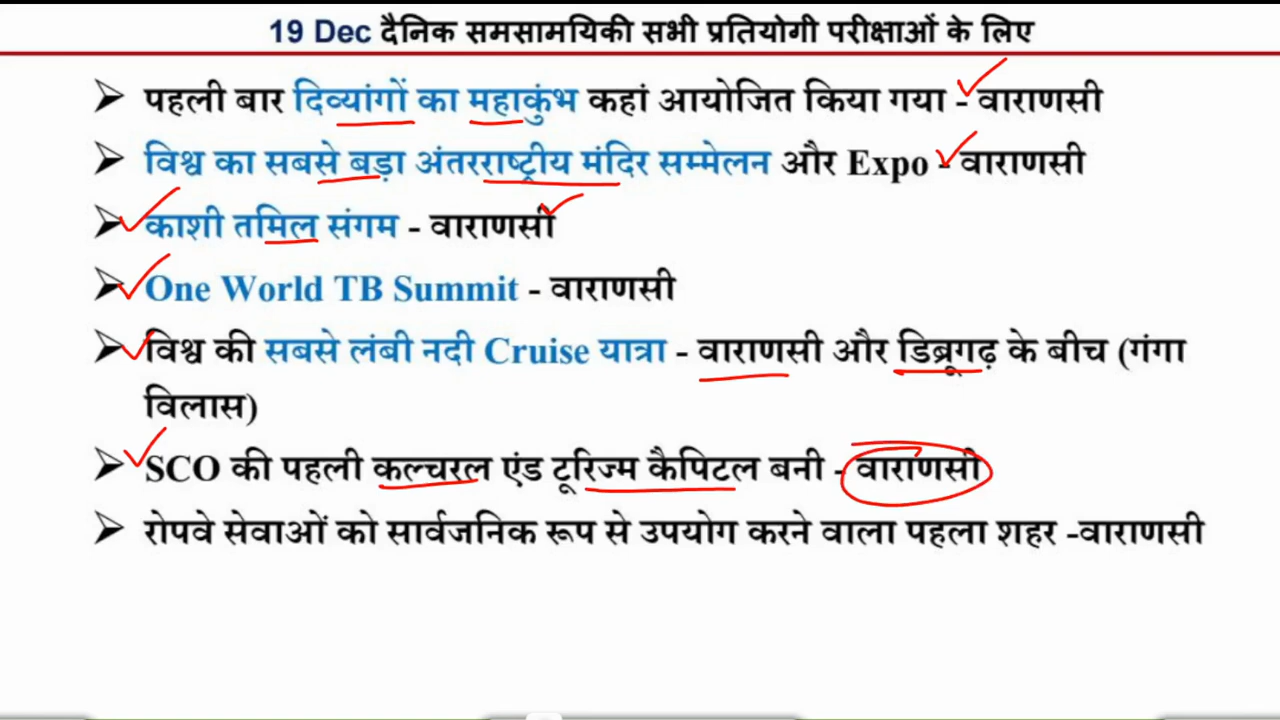 19 Dec दैनिक समसामयिकी सभी प्रतियोगी परीक्षाओं के लिए
➢ पहली बार दिव्यांगों का महाकुंभ कहां आयोजित किया गया - वाराणसी
➢ विश्व का सबसे बड़ा अंतरराष्ट्रीय मंदिर सम्मेलन और Expo - वाराणसी
➢ काशी तमिल संगम - वाराणसी
➢ One World TB Summit - वाराणसी
➢ विश्व की सबसे लंबी नदी Cruise यात्रा - वाराणसी और डिब्रूगढ़ के बीच (गंगा
विलास)
➢ SCO की पहली कल्चरल एंड टूरिज्म कैपिटल बनी - वाराणसी
➢ रोपवे सेवाओं को सार्वजनिक रूप से उपयोग करने वाला पहला शहर -वाराणसी